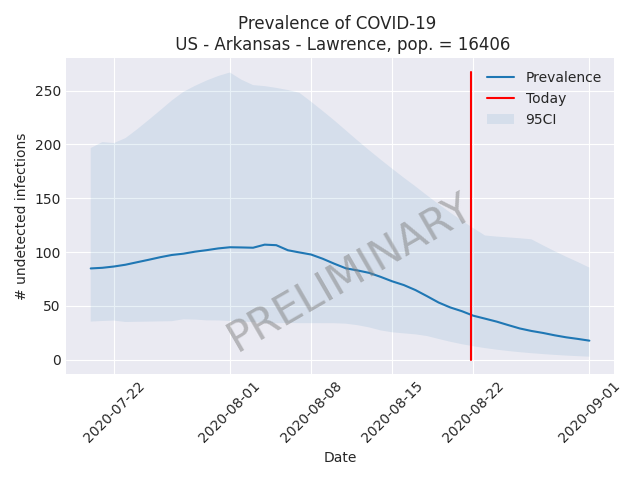 Prevalence of COVID-19
US - Arkansas - Lawrence, pop. = 16406
# undetected infections
250
200
150
100
50
0
Prevalence
Today
95CI
PRELIMINARY
2020-07-22
2020-08-01
2020-08-08
2020-08-15
2020-08-22
2020-09-01
Date